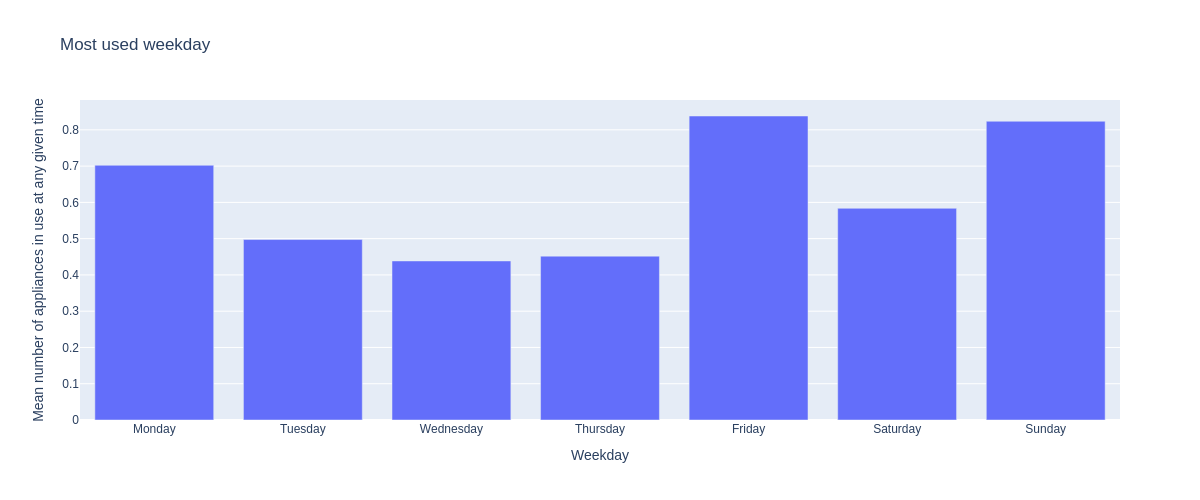 Most used weekday
Mean number of appliances in use at any given time
0.8
0.7
0.6
0.5
0.4
0.3
0.2
0.1
0
Monday Tuesday Wednesday Thursday Friday Saturday Sunday
Weekday